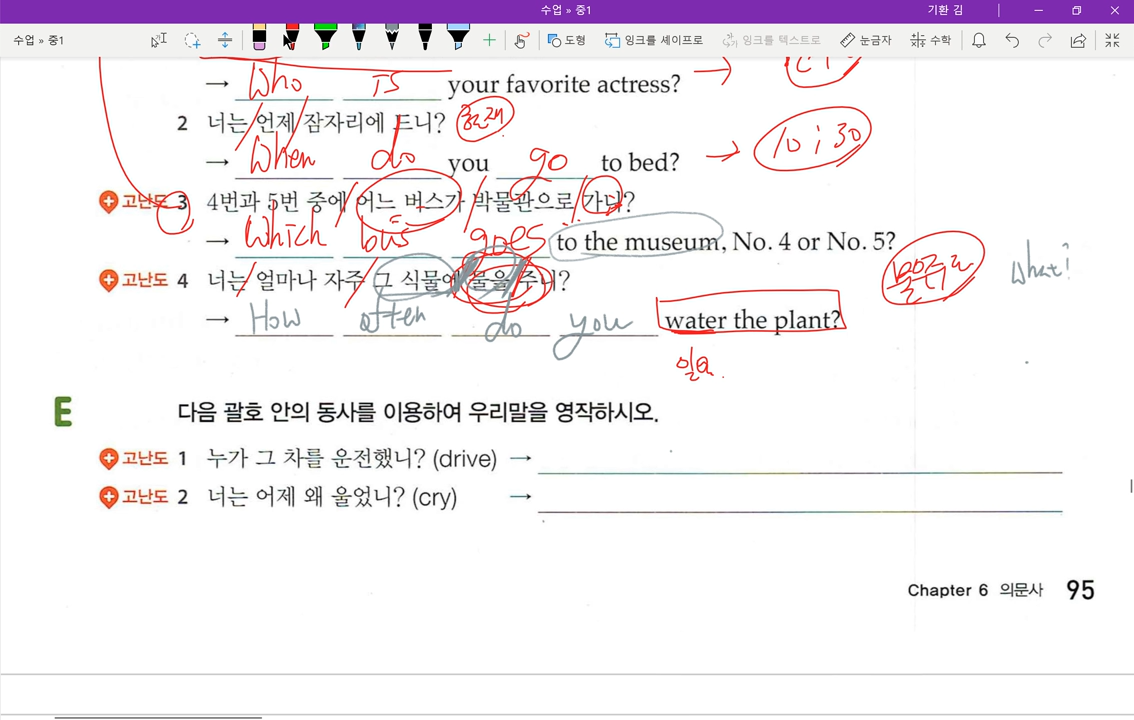 수업 » 중1
기환 김
수업 » 중1
도형
잉크를 셰이프로
잉크를 텍스트로
눈금자
수학
→ Who is your favorite actress? →
2 너는 언제 잠자리에 드니?
→ When do you go to bed? → 10:30
고난도 3 4번과 5번 중에 어느 버스가 박물관으로 가니?
→ Which bus goes to the museum, No. 4 or No. 5?
고난도 4 너는 얼마나 자주 그 식물에 물을 주니?
물주다
What?
→ How often do you water the plant?
E 다음 괄호 안의 동사를 이용하여 우리말을 영작하시오.
고난도 1 누가 그 차를 운전했니? (drive) →
고난도 2 너는 어제 왜 울었니? (cry) →
Chapter 6 의문사 95